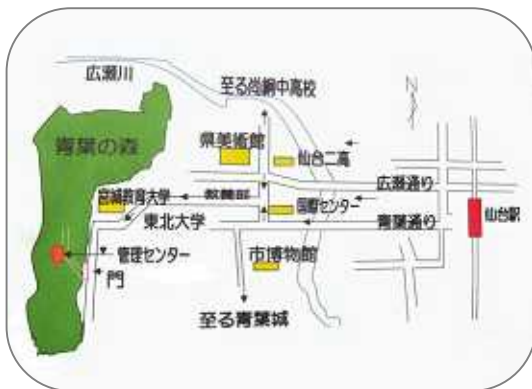 広瀬川
至る尚絅中高校
N
県美術館
仙台二高
青葉の森
広瀬通り
宮城教育大学
教養部
国際センター
東北大学
青葉通り
仙台駅
管理センター
市博物館
門
至る青葉城